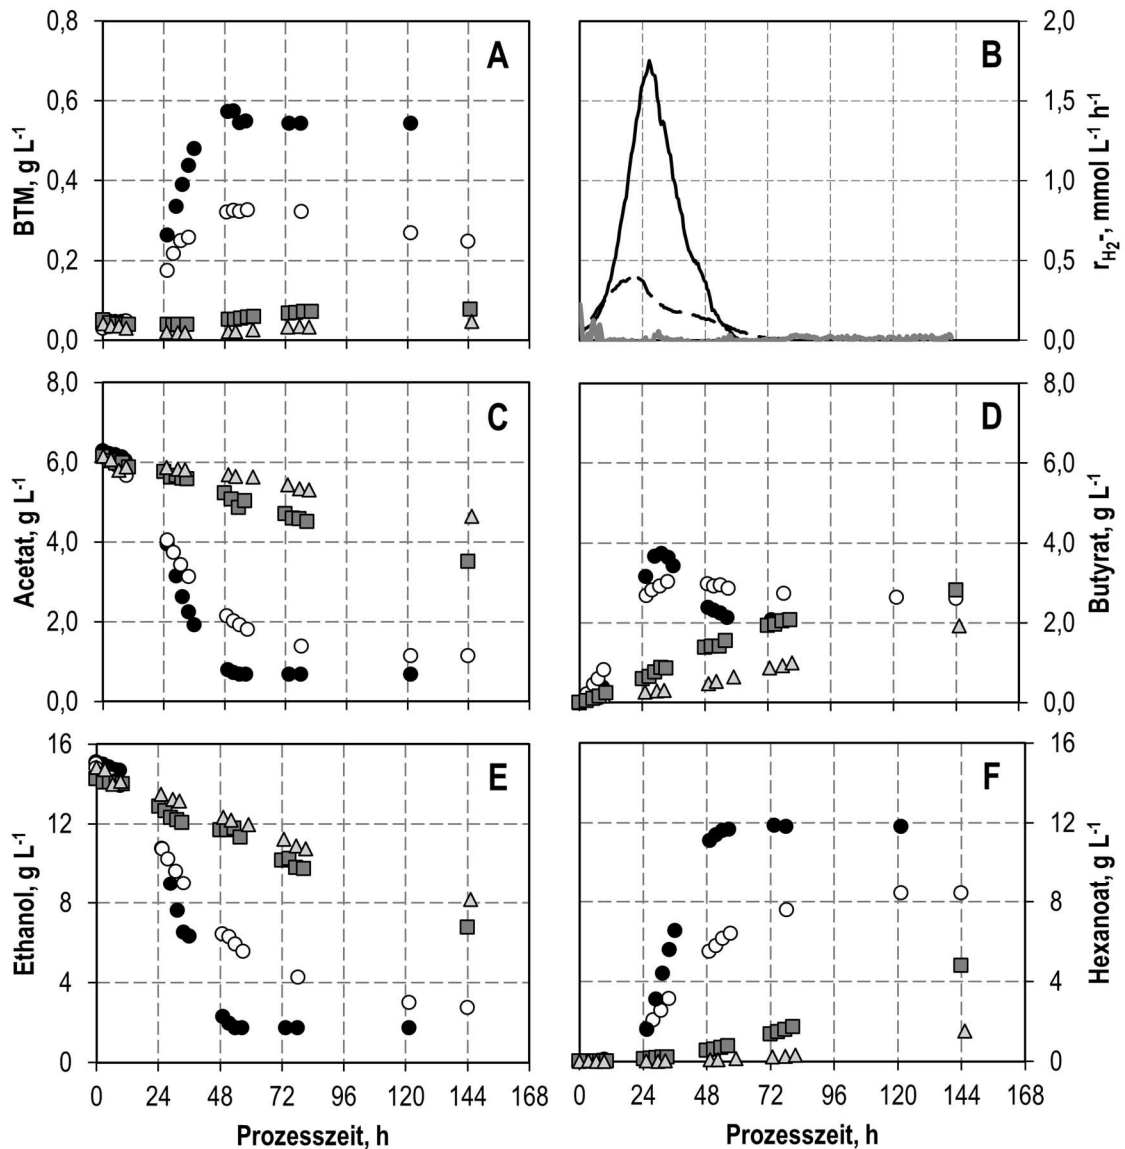 A
0,8
0,6
0,4
0,2
0,0
BTM, g L⁻¹
B
2,0
1,5
1,0
0,5
0,0
r_H2-, mmol L⁻¹ h⁻¹
C
8,0
6,0
4,0
2,0
0,0
Acetat, g L⁻¹
D
8,0
6,0
4,0
2,0
0,0
Butyrat, g L⁻¹
E
16
12
8
4
0
Ethanol, g L⁻¹
0 24 48 72 96 120 144 168
Prozesszeit, h
F
16
12
8
4
0
Hexanoat, g L⁻¹
0 24 48 72 96 120 144 168
Prozesszeit, h